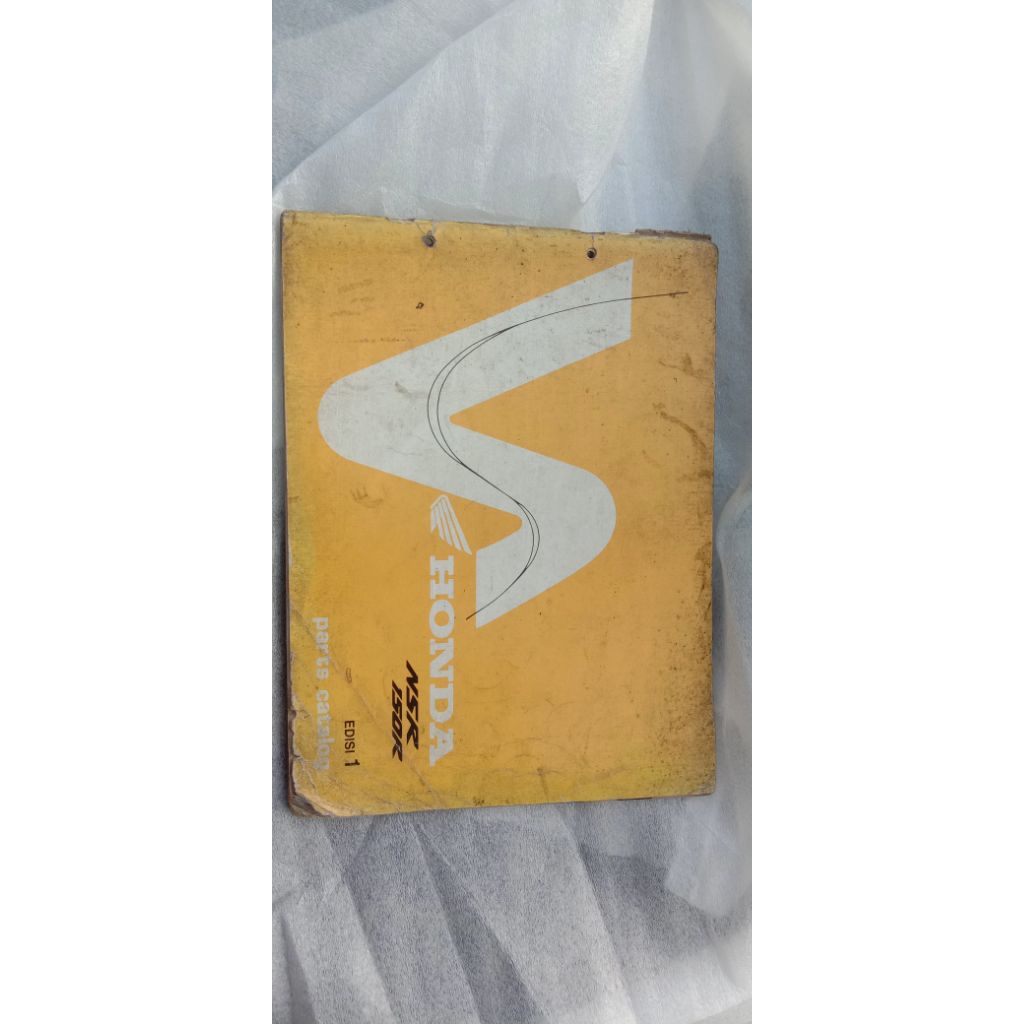 HONDA
NSR
150R
EDISI 1
parts catalog